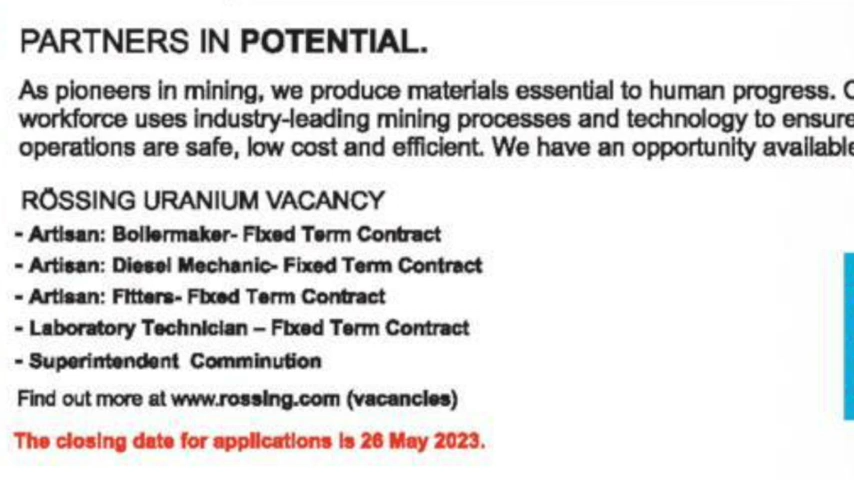 PARTNERS IN POTENTIAL.
As pioneers in mining, we produce materials essential to human progress.
workforce uses industry-leading mining processes and technology to ensure
operations are safe, low cost and efficient. We have an opportunity available
RÖSSING URANIUM VACANCY
- Artisan: Boilermaker- Fixed Term Contract
- Artisan: Diesel Mechanic- Fixed Term Contract
- Artisan: Fitters- Fixed Term Contract
- Laboratory Technician – Fixed Term Contract
- Superintendent Comminution
Find out more at www.rossing.com (vacancies)
The closing date for applications is 26 May 2023.